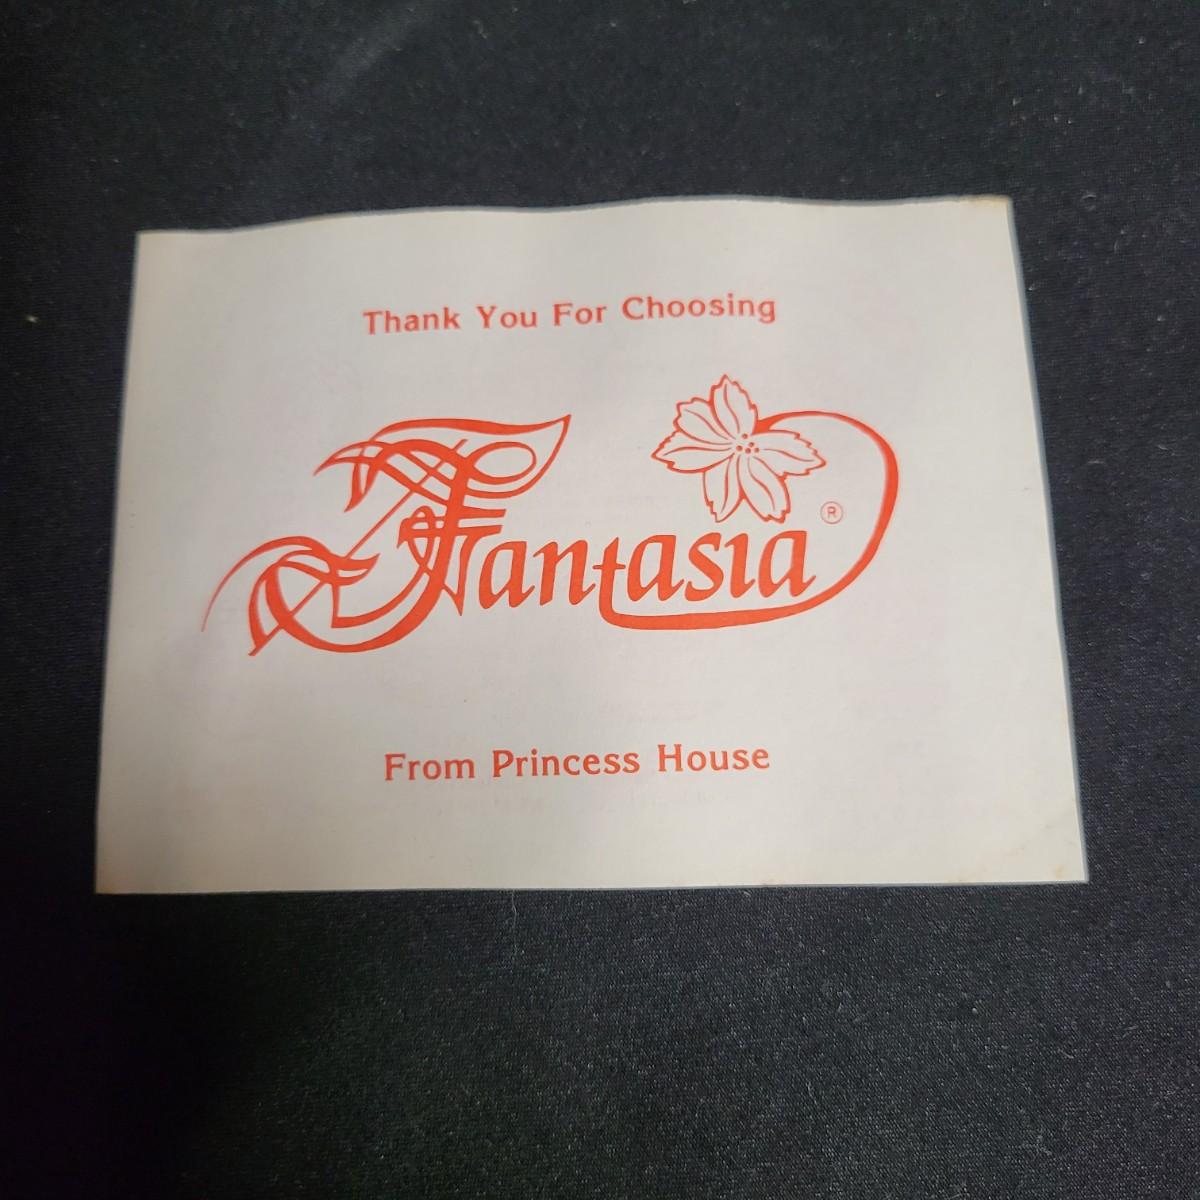 Thank You For Choosing
Fantasia ®
From Princess House